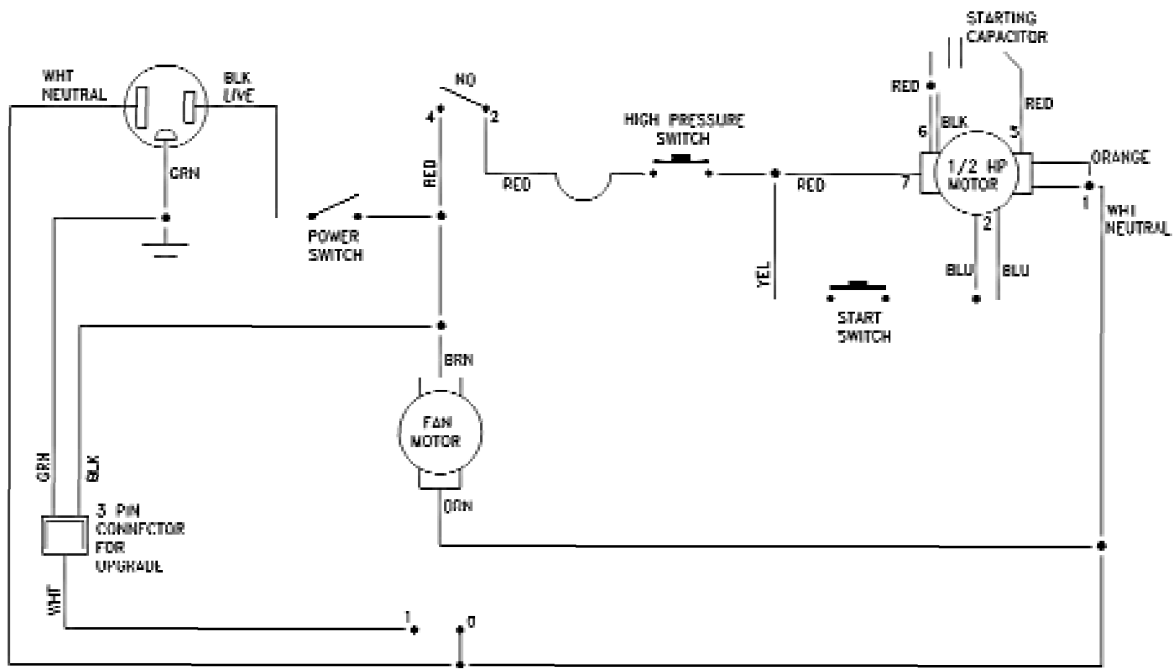 STARTING
CAPACITOR
WHT
NEUTRAL
BLK
LIVE
NO
RED
RED
4
2
HIGH PRESSURE
SWITCH
6
BLK
5
GRN
RED
RED
RED
7
1/2 HP
MOTOR
ORANGE
1
WHT
NEUTRAL
2
POWER
SWITCH
YEL
BLU
BLU
START
SWITCH
BRN
FAN
MOTOR
GRN
BLK
3 PIN
CONNECTOR
FOR
UPGRADE
WHT
1
0